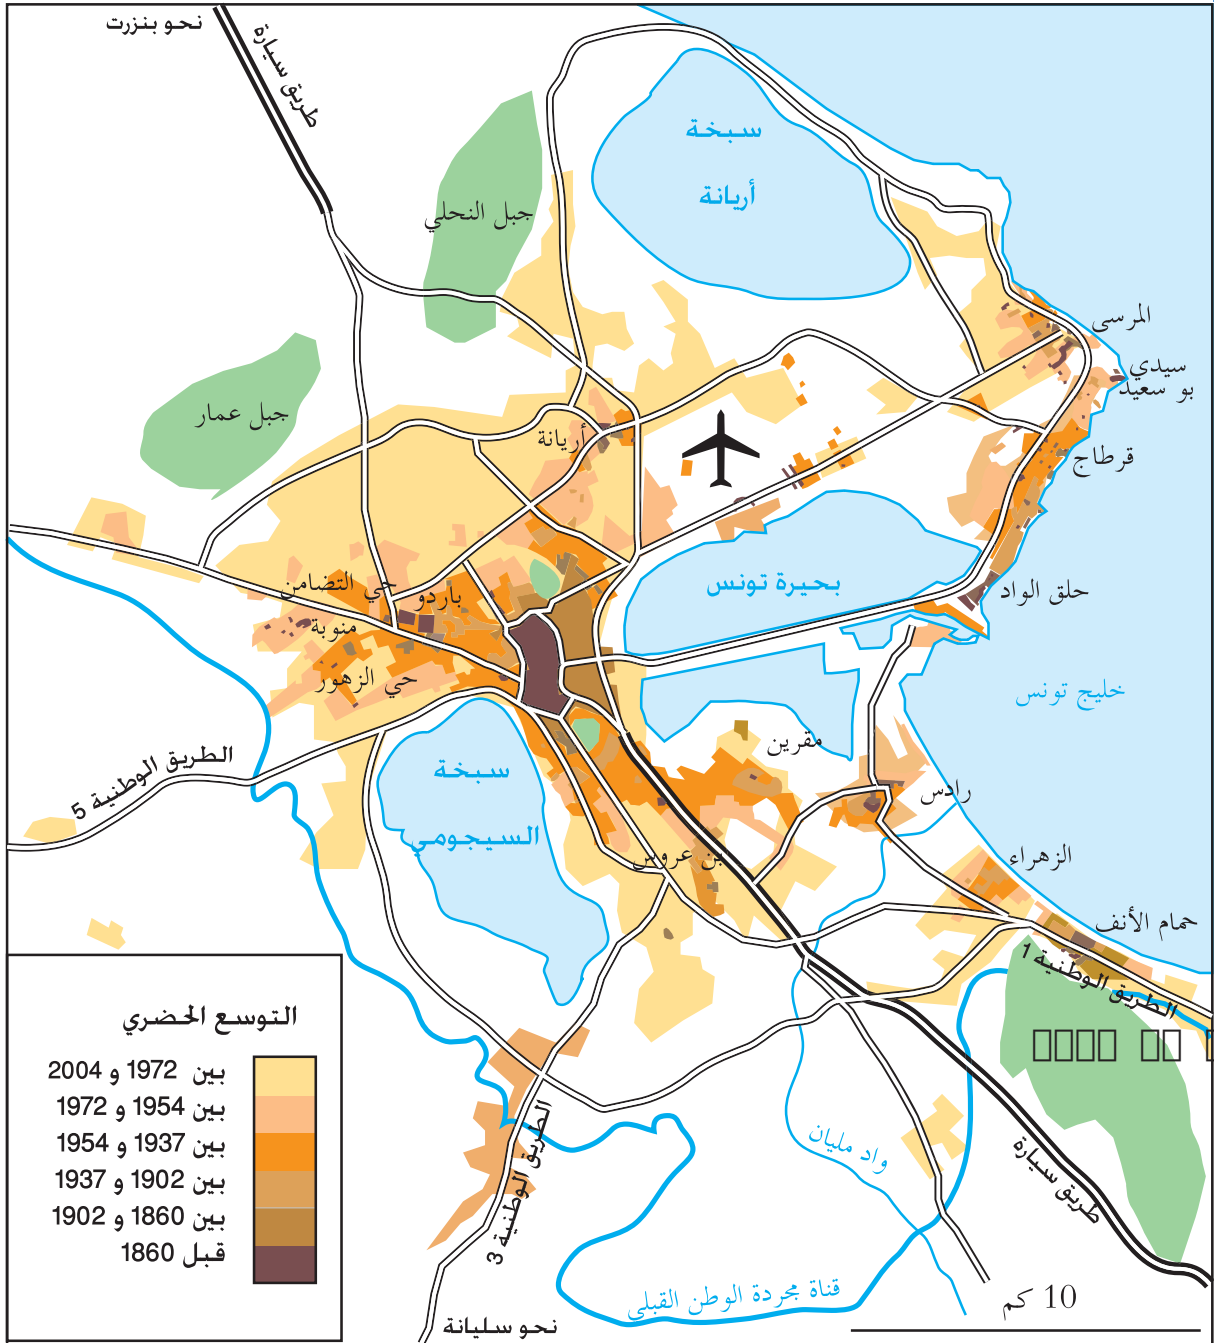 نحو بنزرت
طريق سيارة
سبخة
أريانة
جبل النحلي
المرسى
سيدي
بو سعيد
جبل عمار
أريانة
قرطاج
بحيرة تونس
حي التضامن
باردو
حلق الواد
منوبة
حي الزهور
خليج تونس
مقرين
الطريق الوطنية 5
سبخة
السيجومي
رادس
بن عروس
الزهراء
حمام الأنف
الطريق الوطنية 1
التوسع الحضري
بين 1972 و 2004
بين 1954 و 1972
بين 1937 و 1954
بين 1902 و 1937
بين 1860 و 1902
قبل 1860
الطريق الوطنية 3
واد مليان
طريق سيارة
قناة مجردة الوطن القبلي
10 كم
نحو سليانة